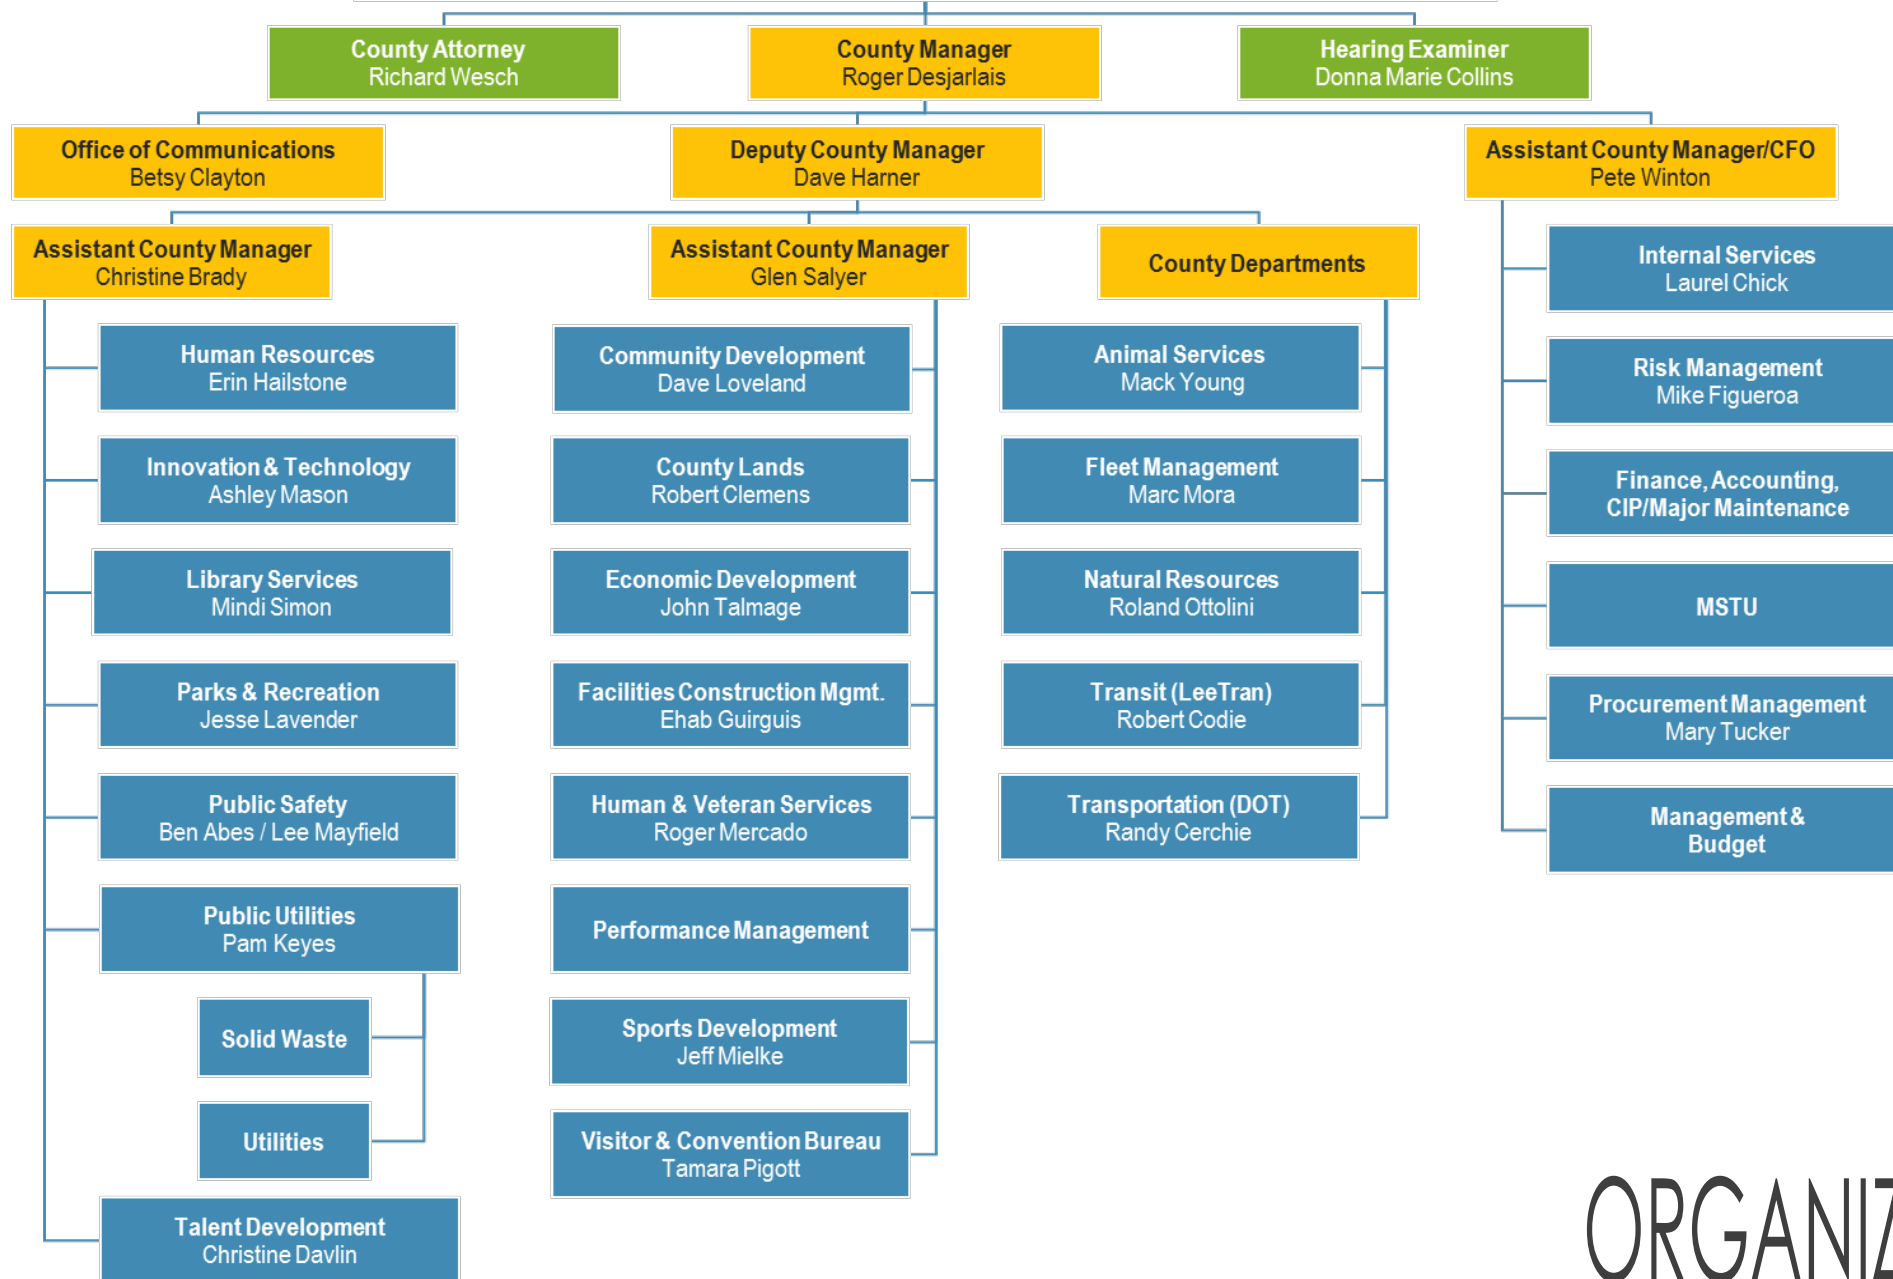 County Attorney
Richard Wesch
County Manager
Roger Desjarlais
Hearing Examiner
Donna Marie Collins
Office of Communications
Betsy Clayton
Deputy County Manager
Dave Harner
Assistant County Manager/CFO
Pete Winton
Assistant County Manager
Christine Brady
Human Resources
Erin Hailstone
Innovation & Technology
Ashley Mason
Library Services
Mindi Simon
Parks & Recreation
Jesse Lavender
Public Safety
Ben Abes / Lee Mayfield
Public Utilities
Pam Keyes
Solid Waste
Utilities
Talent Development
Christine Davlin
Assistant County Manager
Glen Salyer
Community Development
Dave Loveland
County Lands
Robert Clemens
Economic Development
John Talmage
Facilities Construction Mgmt.
Ehab Guirguis
Human & Veteran Services
Roger Mercado
Performance Management
Sports Development
Jeff Mielke
Visitor & Convention Bureau
Tamara Pigott
County Departments
Animal Services
Mack Young
Fleet Management
Marc Mora
Natural Resources
Roland Ottolini
Transit (LeeTran)
Robert Codie
Transportation (DOT)
Randy Cerchie
Internal Services
Laurel Chick
Risk Management
Mike Figueroa
Finance, Accounting,
CIP/Major Maintenance
MSTU
Procurement Management
Mary Tucker
Management &
Budget
ORGANIZ